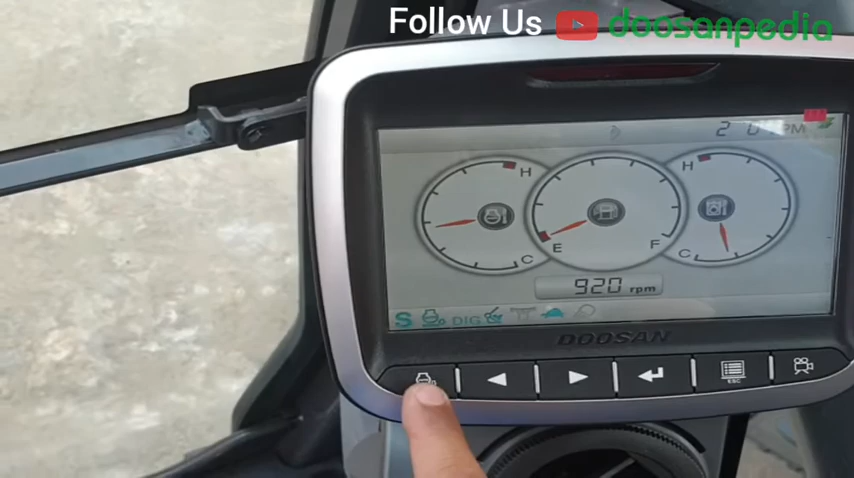 Follow Us doosanpedia
PM
H
H
E
F
C
C
920 rpm
S DIG
DOOSAN
ESC